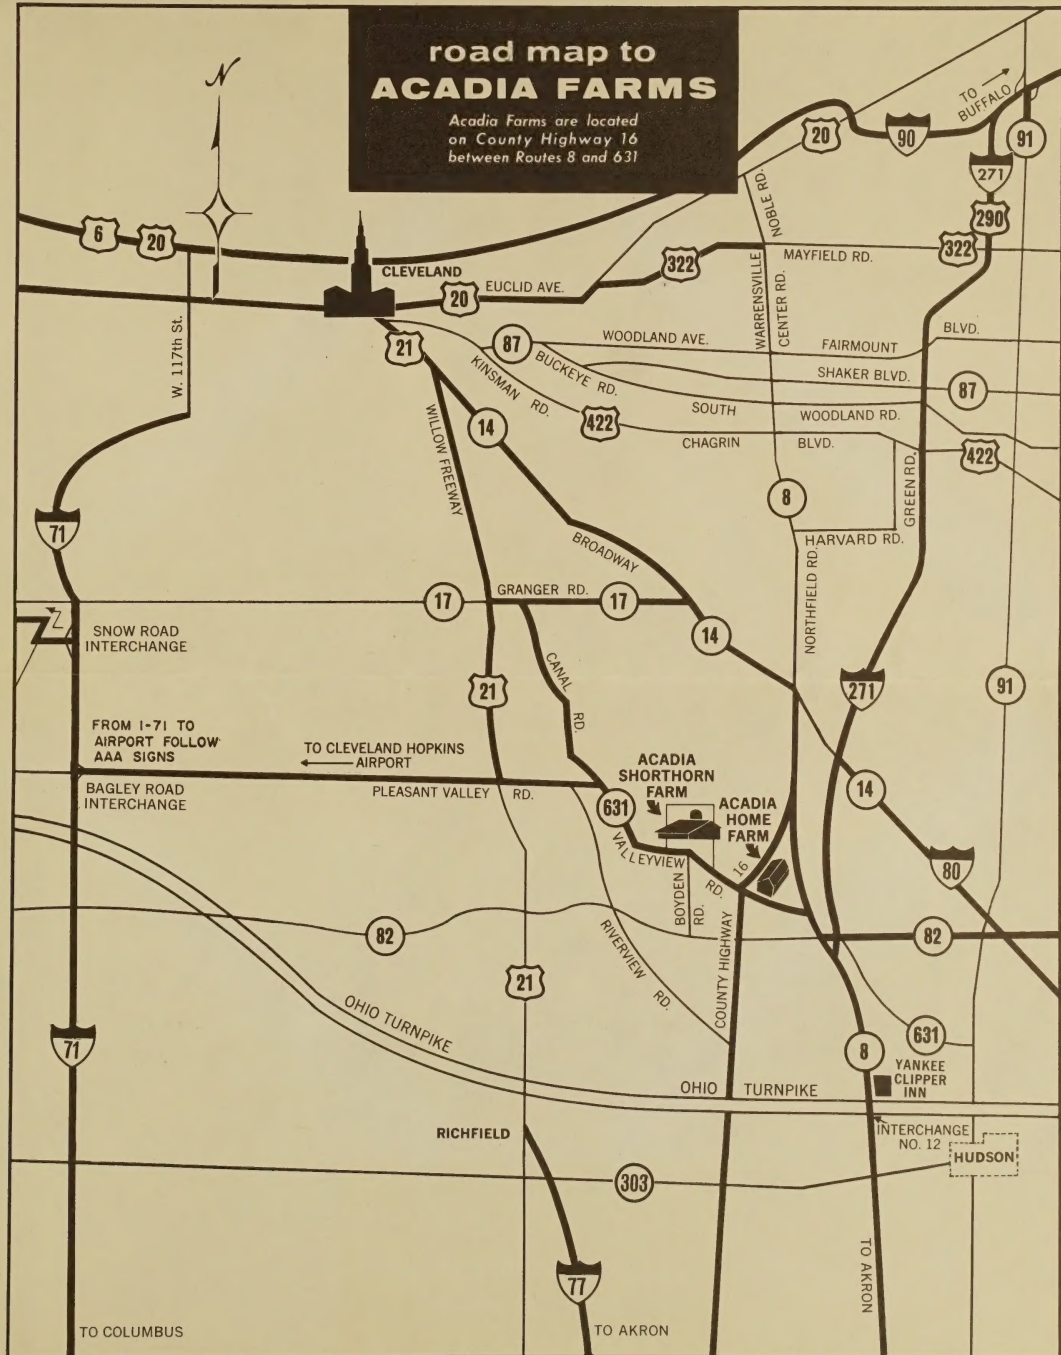 road map to
ACADIA FARMS
Acadia Farms are located
on County Highway 16
between Routes 8 and 631
N
TO
BUFFALO
20
90
91
271
290
6
20
CLEVELAND
EUCLID AVE.
20
322
NOBLE RD.
MAYFIELD RD.
322
WARRENSVILLE
CENTER RD.
W. 117th St.
21
87
WOODLAND AVE.
FAIRMOUNT
BLVD.
KINSMAN RD.
BUCKEYE RD.
SHAKER BLVD.
87
SOUTH
WOODLAND RD.
422
CHAGRIN
BLVD.
422
WILLOW FREEWAY
14
GREEN RD.
8
HARVARD RD.
71
BROADWAY
NORTHFIELD RD.
17
GRANGER RD.
17
14
SNOW ROAD
INTERCHANGE
CANAL
RD.
21
271
91
FROM I-71 TO
AIRPORT FOLLOW
AAA SIGNS
TO CLEVELAND HOPKINS
AIRPORT
BAGLEY ROAD
INTERCHANGE
PLEASANT VALLEY RD.
ACADIA
SHORTHORN
FARM
ACADIA
HOME
FARM
631
14
VALLEYVIEW
RD.
16
80
BOYDEN
RD.
82
RIVERVIEW
RD.
COUNTY HIGHWAY
82
21
OHIO TURNPIKE
71
631
8
YANKEE
CLIPPER
INN
OHIO
TURNPIKE
RICHFIELD
INTERCHANGE
NO. 12
HUDSON
303
TO AKRON
77
TO COLUMBUS
TO AKRON